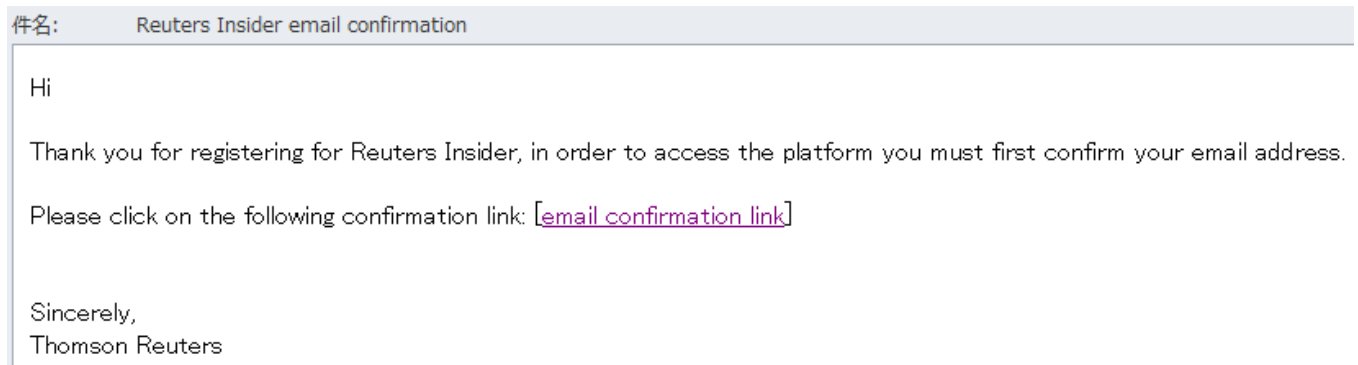 件名: Reuters Insider email confirmation
Hi
Thank you for registering for Reuters Insider, in order to access the platform you must first confirm your email address.
Please click on the following confirmation link: [email confirmation link]
Sincerely,
Thomson Reuters